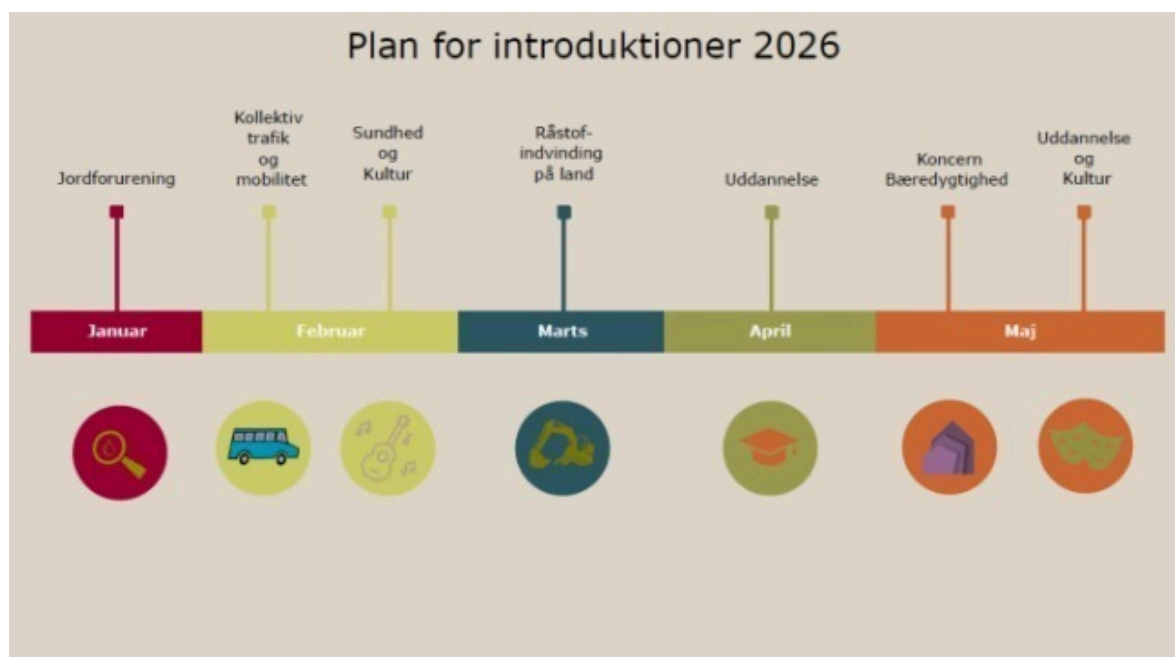 Plan for introduktioner 2026
Jordforurening
Kollektiv
trafik
og
mobilitet
Sundhed
og
Kultur
Råstof-
indvinding
på land
Uddannelse
Koncern
Bæredygtighed
Uddannelse
og
Kultur
Januar
Februar
Marts
April
Maj